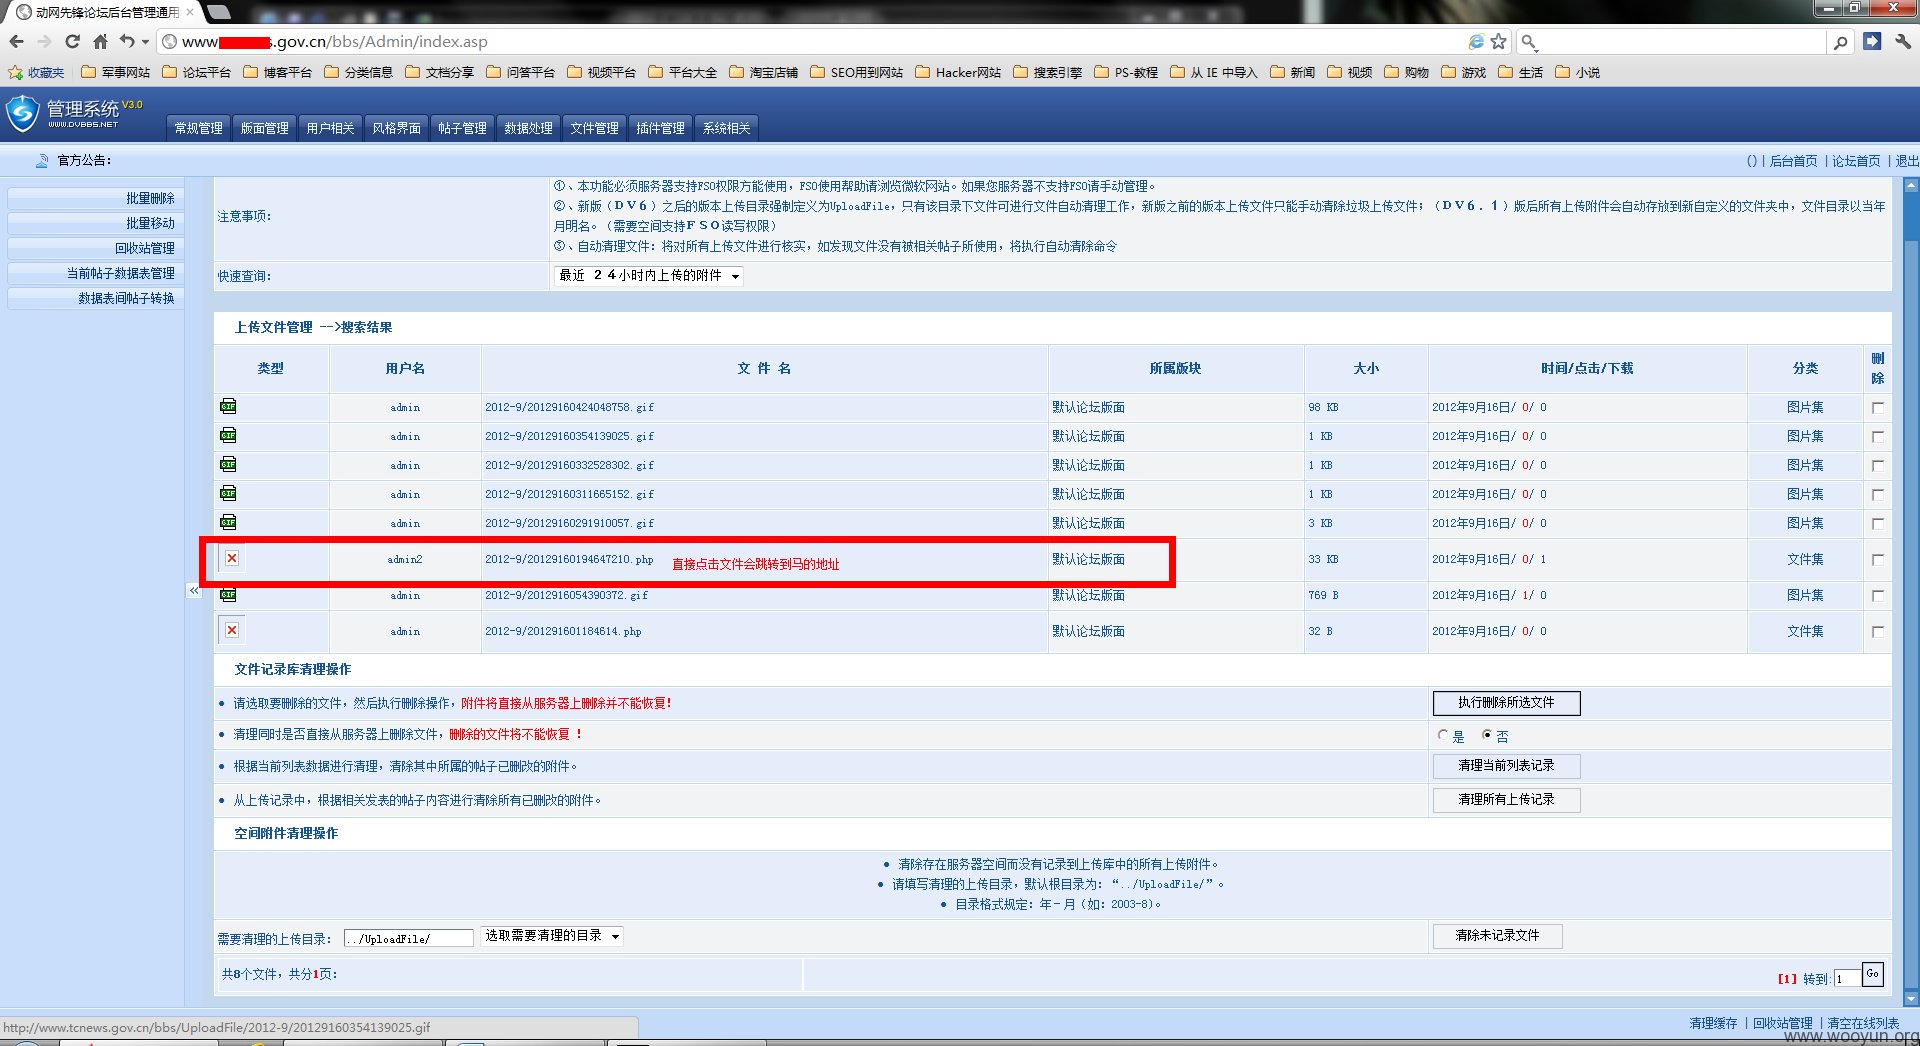 动网先锋论坛后台管理通用
www.s.gov.cn/bbs/Admin/index.asp
收藏夹 军事网站 论坛平台 博客平台 分类信息 文档分享 问答平台 视频平台 平台大全 淘宝店铺 SEO用到网站 Hacker网站 搜索引擎 PS-教程 从 IE 中导入 新闻 视频 购物 游戏 生活 小说
管理系统 V3.0
WWW.DVBBS.NET
常规管理 版面管理 用户相关 风格界面 帖子管理 数据处理 文件管理 插件管理 系统相关
官方公告:
() | 后台首页 | 论坛首页 | 退出
批量删除
批量移动
回收站管理
当前帖子数据表管理
数据表间帖子转换
注意事项:
①、本功能必须服务器支持FSO权限方能使用，FSO使用帮助请浏览微软网站。如果您服务器不支持FSO请手动管理。
②、新版（ＤＶ６）之后的版本上传目录强制定义为UploadFile，只有该目录下文件可进行文件自动清理工作，新版之前的版本上传文件只能手动清除垃圾上传文件；（ＤＶ６．１）版后所有上传附件会自动存放到新自定义的文件夹中，文件目录以当年
月明名。（需要空间支持ＦＳＯ读写权限）
③、自动清理文件：将对所有上传文件进行核实，如发现文件没有被相关帖子所使用，将执行自动清除命令
快速查询: 最近 ２４小时内上传的附件
上传文件管理 -->搜索结果
类型 用户名 文 件 名 所属版块 大小 时间/点击/下载 分类 删除
GIF admin 2012-9/20129160424048758.gif 默认论坛版面 98 KB 2012年9月16日/ 0/ 0 图片集
GIF admin 2012-9/20129160354139025.gif 默认论坛版面 1 KB 2012年9月16日/ 0/ 0 图片集
GIF admin 2012-9/20129160332528302.gif 默认论坛版面 1 KB 2012年9月16日/ 0/ 0 图片集
GIF admin 2012-9/20129160311665152.gif 默认论坛版面 1 KB 2012年9月16日/ 0/ 0 图片集
GIF admin 2012-9/20129160291910057.gif 默认论坛版面 3 KB 2012年9月16日/ 0/ 0 图片集
admin2 2012-9/20129160194647210.php 直接点击文件会跳转到马的地址 默认论坛版面 33 KB 2012年9月16日/ 0/ 1 文件集
GIF admin 2012-9/201291605439​0372.gif 默认论坛版面 769 B 2012年9月16日/ 1/ 0 图片集
admin 2012-9/201291601184614.php 默认论坛版面 32 B 2012年9月16日/ 0/ 0 文件集
文件记录库清理操作
• 请选取要删除的文件，然后执行删除操作，附件将直接从服务器上删除并不能恢复! 执行删除所选文件
• 清理同时是否直接从服务器上删除文件，删除的文件将不能恢复 ！ 是 否
• 根据当前列表数据进行清理，清除其中所属的帖子已删改的附件。 清理当前列表记录
• 从上传记录中，根据相关发表的帖子内容进行清除所有已删改的附件。 清理所有上传记录
空间附件清理操作
• 清除存在服务器空间而没有记录到上传库中的所有上传附件。
• 请填写清理的上传目录，默认根目录为：“../UploadFile/”。
• 目录格式规定：年－月（如：2003-8）。
需要清理的上传目录: ../UploadFile/ 选取需要清理的目录 清除未记录文件
共8个文件，共分1页: [1] 转到:1 Go
http://www.tcnews.gov.cn/bbs/UploadFile/2012-9/20129160354139025.gif
清理缓存 | 回收站管理 | 清空在线列表
www.wooyun.org